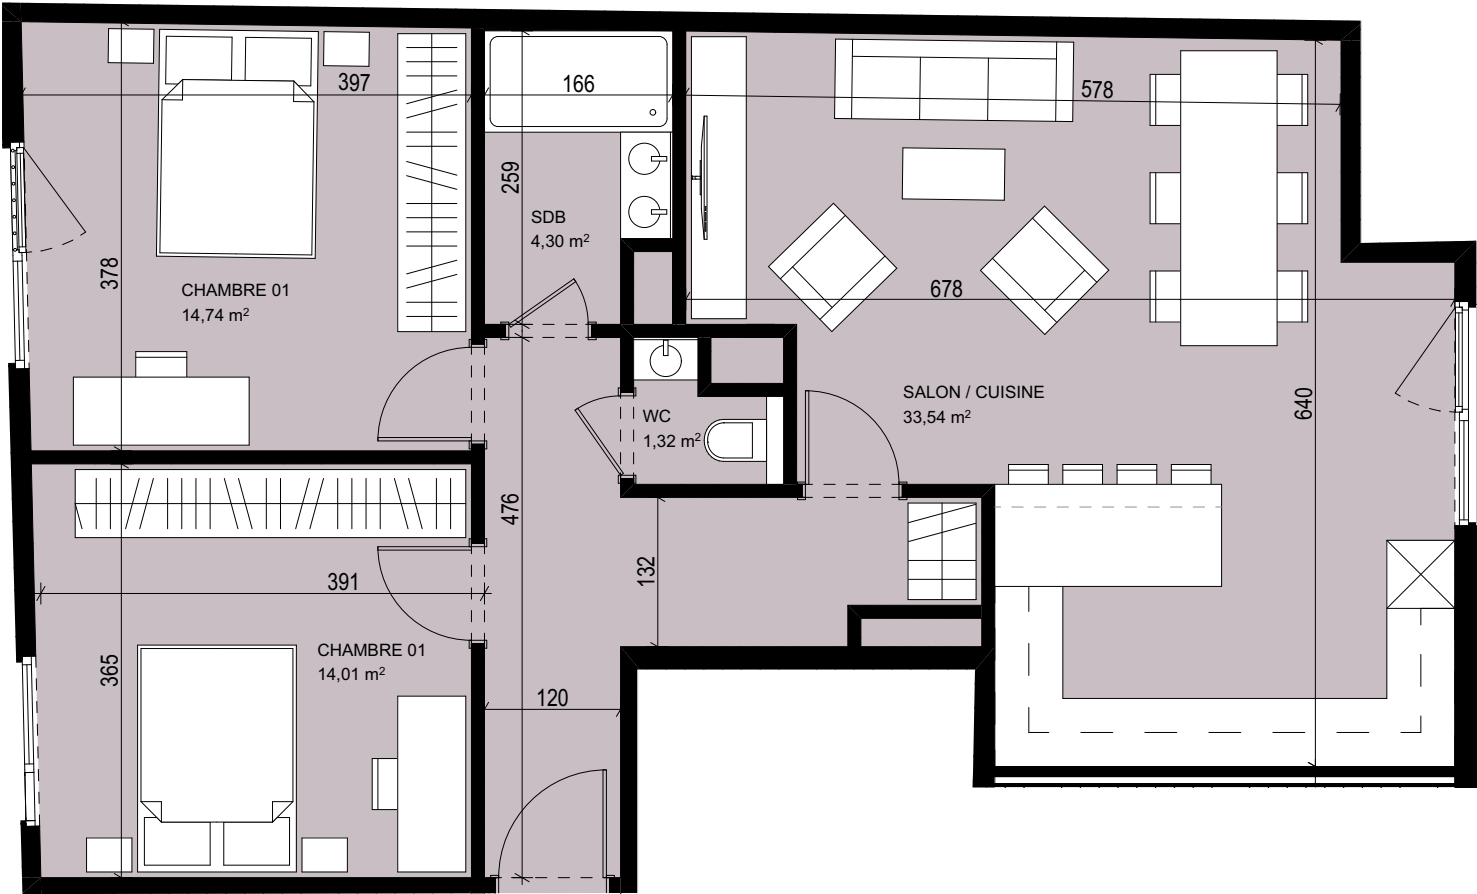 397
166
578
259
SDB
4,30 m²
378
CHAMBRE 01
14,74 m²
678
SALON / CUISINE
33,54 m²
640
WC
1,32 m²
476
132
391
CHAMBRE 01
14,01 m²
365
120